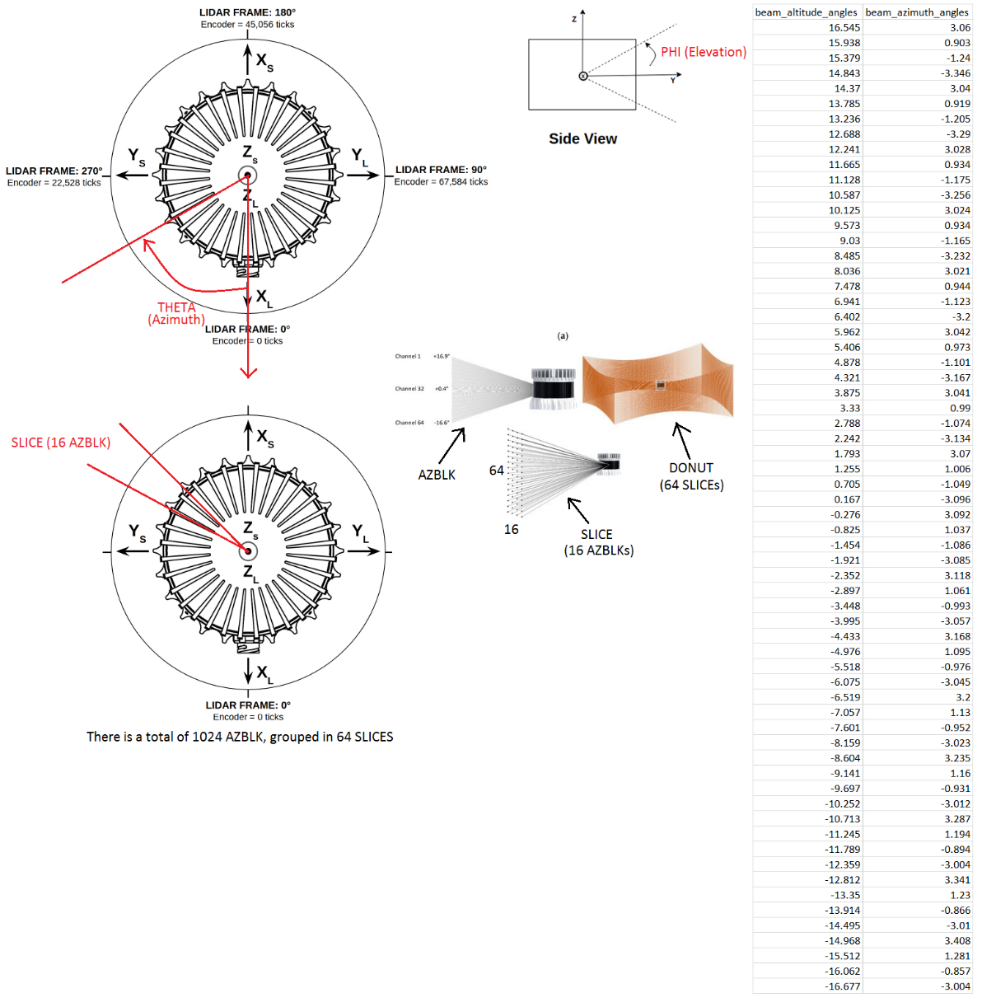 LIDAR FRAME: 180°
Encoder = 45,056 ticks
X S
Y S
Z S
Y L
Z L
LIDAR FRAME: 270°
Encoder = 22,528 ticks
LIDAR FRAME: 90°
Encoder = 67,584 ticks
THETA
(Azimuth)
X L
LIDAR FRAME: 0°
Encoder = 0 ticks
Z
PHI (Elevation)
X
Y
Side View
(a)
Channel 1 +16.9°
Channel 32 +0.4°
Channel 64 -16.6°
AZBLK
64
16
SLICE
(16 AZBLKs)
DONUT
(64 SLICEs)
SLICE (16 AZBLK)
X S
Y S
Z S
Y L
Z L
X L
LIDAR FRAME: 0°
Encoder = 0 ticks
There is a total of 1024 AZBLK, grouped in 64 SLICES
beam_altitude_angles beam_azimuth_angles
16.545 3.06
15.938 0.903
15.379 -1.24
14.843 -3.346
14.37 3.04
13.785 0.919
13.236 -1.205
12.688 -3.29
12.241 3.028
11.665 0.934
11.128 -1.175
10.587 -3.256
10.125 3.024
9.573 0.934
9.03 -1.165
8.485 -3.232
8.036 3.021
7.478 0.944
6.941 -1.123
6.402 -3.2
5.962 3.042
5.406 0.973
4.878 -1.101
4.321 -3.167
3.875 3.041
3.33 0.99
2.788 -1.074
2.242 -3.134
1.793 3.07
1.255 1.006
0.705 -1.049
0.167 -3.096
-0.276 3.092
-0.825 1.037
-1.454 -1.086
-1.921 -3.085
-2.352 3.118
-2.897 1.061
-3.448 -0.993
-3.995 -3.057
-4.433 3.168
-4.976 1.095
-5.518 -0.976
-6.075 -3.045
-6.519 3.2
-7.057 1.13
-7.601 -0.952
-8.159 -3.023
-8.604 3.235
-9.141 1.16
-9.697 -0.931
-10.252 -3.012
-10.713 3.287
-11.245 1.194
-11.789 -0.894
-12.359 -3.004
-12.812 3.341
-13.35 1.23
-13.914 -0.866
-14.495 -3.01
-14.968 3.408
-15.512 1.281
-16.062 -0.857
-16.677 -3.004